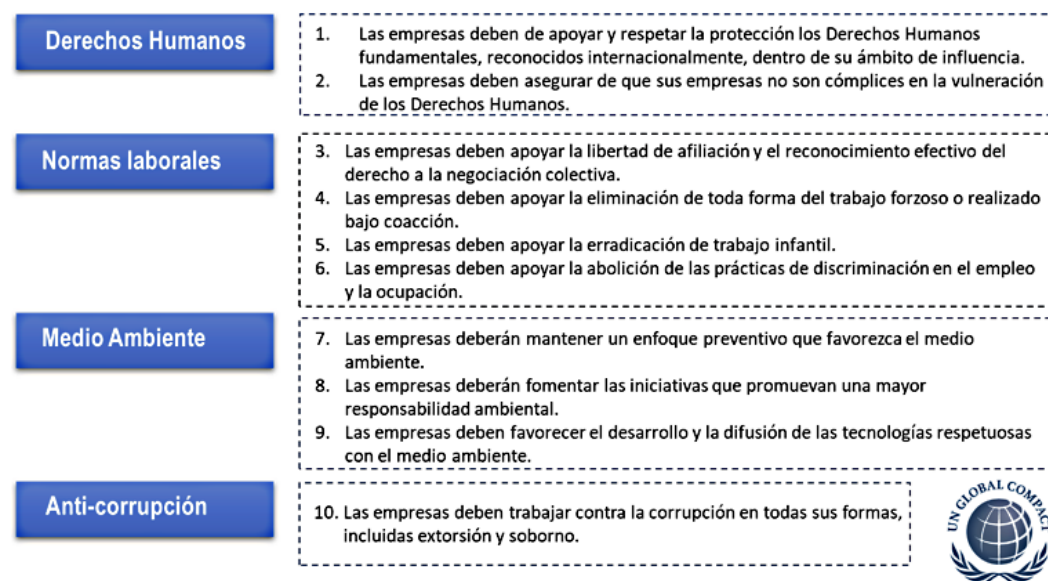 Derechos Humanos
1. Las empresas deben de apoyar y respetar la protección los Derechos Humanos
fundamentales, reconocidos internacionalmente, dentro de su ámbito de influencia.
2. Las empresas deben asegurar de que sus empresas no son cómplices en la vulneración
de los Derechos Humanos.
Normas laborales
3. Las empresas deben apoyar la libertad de afiliación y el reconocimiento efectivo del
derecho a la negociación colectiva.
4. Las empresas deben apoyar la eliminación de toda forma del trabajo forzoso o realizado
bajo coacción.
5. Las empresas deben apoyar la erradicación de trabajo infantil.
6. Las empresas deben apoyar la abolición de las prácticas de discriminación en el empleo
y la ocupación.
Medio Ambiente
7. Las empresas deberán mantener un enfoque preventivo que favorezca el medio
ambiente.
8. Las empresas deberán fomentar las iniciativas que promuevan una mayor
responsabilidad ambiental.
9. Las empresas deben favorecer el desarrollo y la difusión de las tecnologías respetuosas
con el medio ambiente.
Anti-corrupción
10. Las empresas deben trabajar contra la corrupción en todas sus formas,
incluidas extorsión y soborno.
UN GLOBAL COMPACT